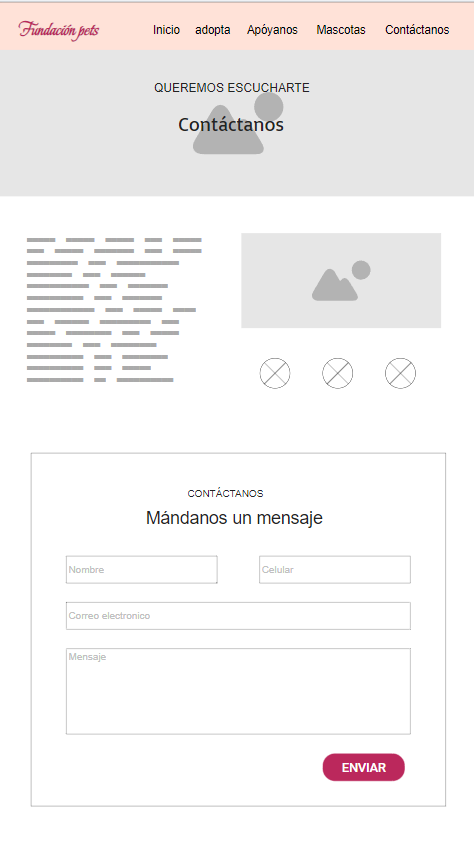 Fundación pets
Inicio adopta Apóyanos Mascotas Contáctanos
QUEREMOS ESCUCHARTE
Contáctanos
CONTÁCTANOS
Mándanos un mensaje
Nombre Celular
Correo electronico
Mensaje
ENVIAR